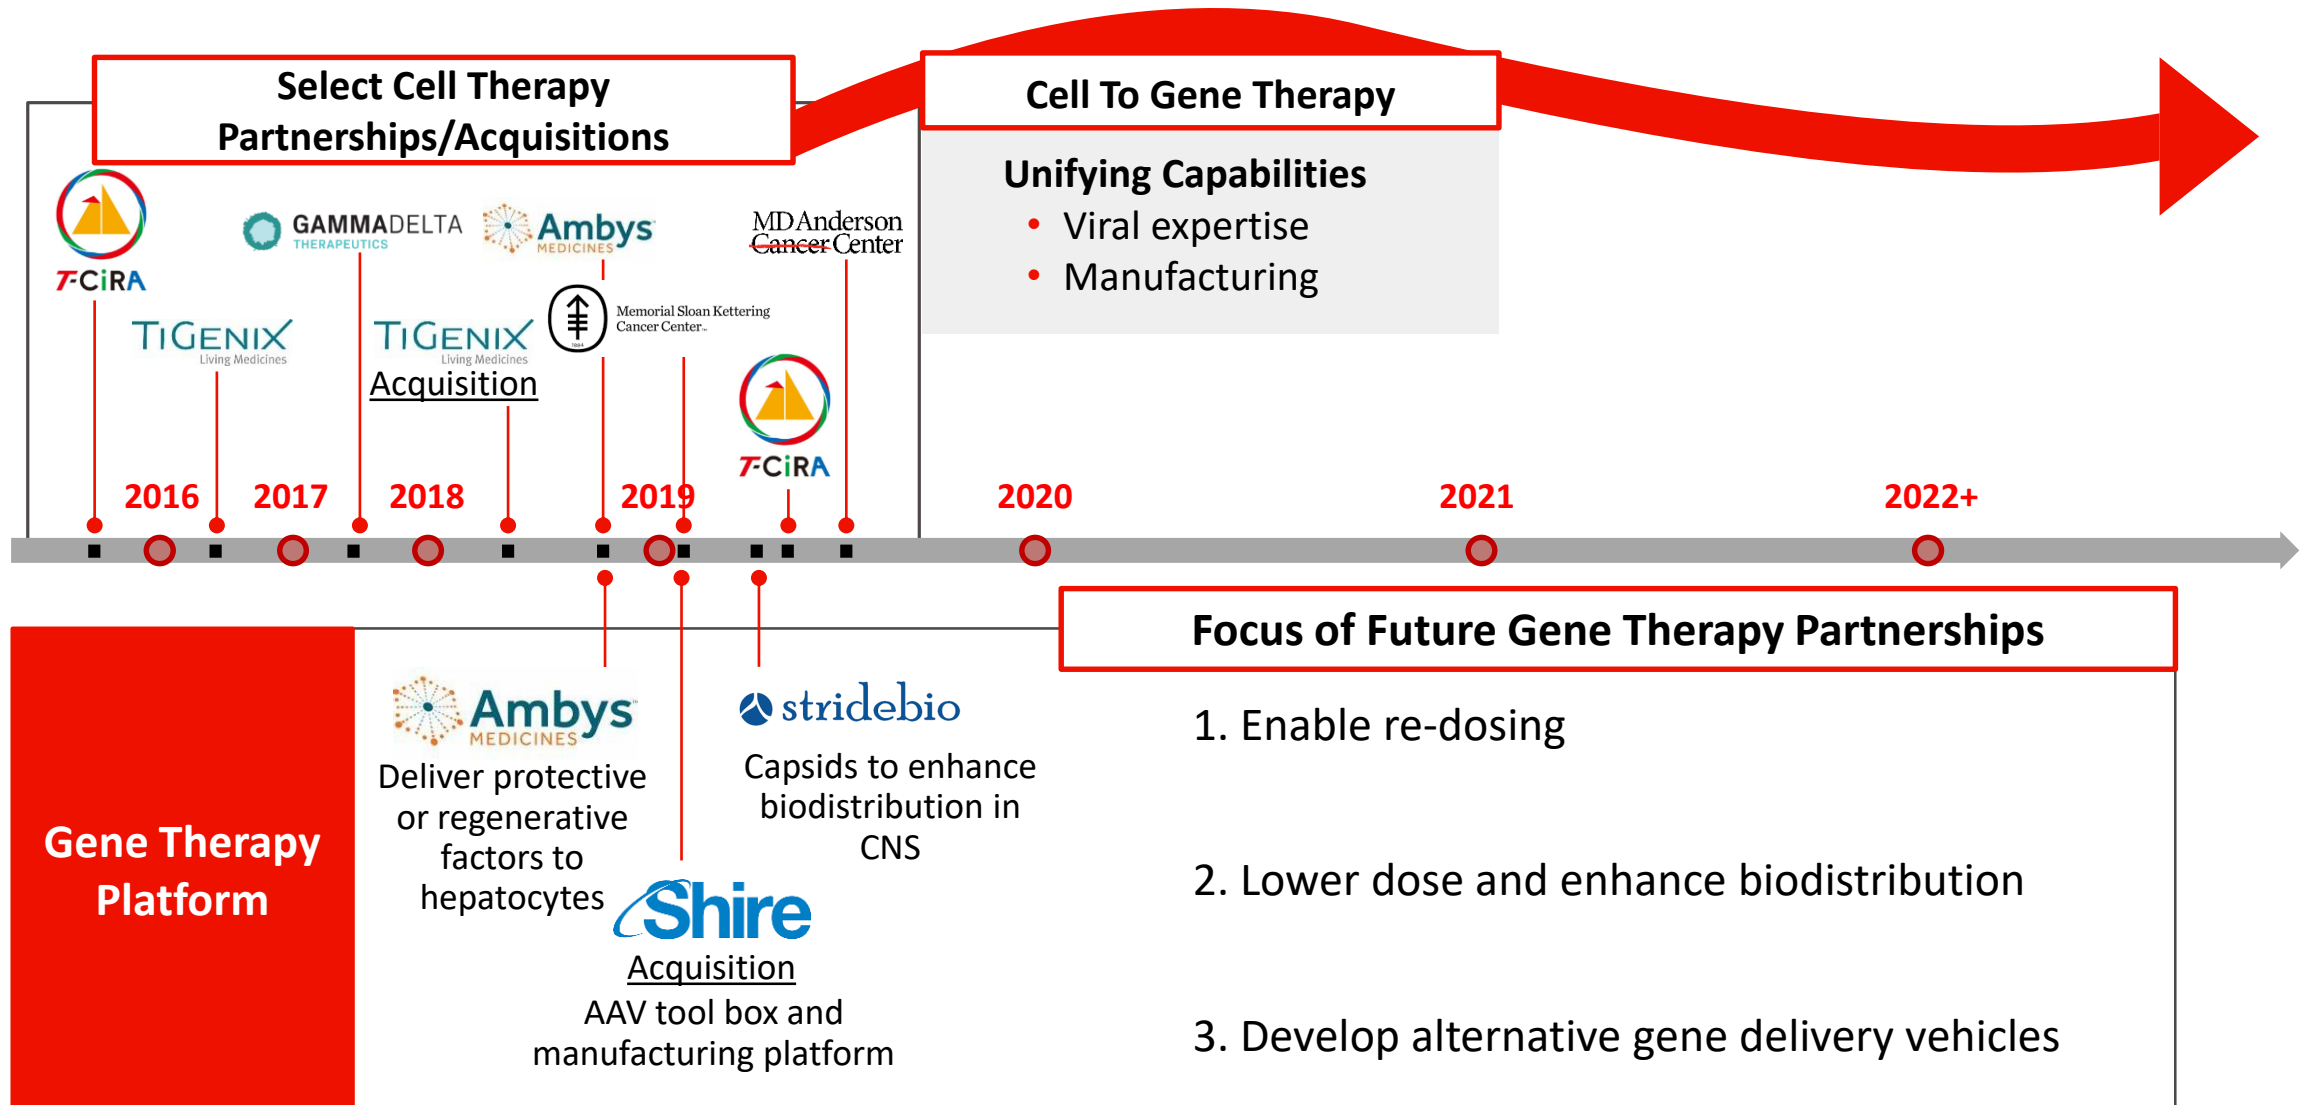 Select Cell Therapy
Partnerships/Acquisitions
Cell To Gene Therapy
Unifying Capabilities
• Viral expertise
• Manufacturing
T-CiRA
GAMMADELTA
THERAPEUTICS
Ambys
MEDICINES
MDAnderson
Cancer Center
TiGENIX
Living Medicines
TiGENIX
Living Medicines
Acquisition
1884
Memorial Sloan Kettering
Cancer Center™
T-CiRA
2016
2017
2018
2019
2020
2021
2022+
Gene Therapy
Platform
Ambys
MEDICINES
Deliver protective
or regenerative
factors to
hepatocytes
Shire
Acquisition
AAV tool box and
manufacturing platform
stridebio
Capsids to enhance
biodistribution in
CNS
Focus of Future Gene Therapy Partnerships
1. Enable re-dosing
2. Lower dose and enhance biodistribution
3. Develop alternative gene delivery vehicles